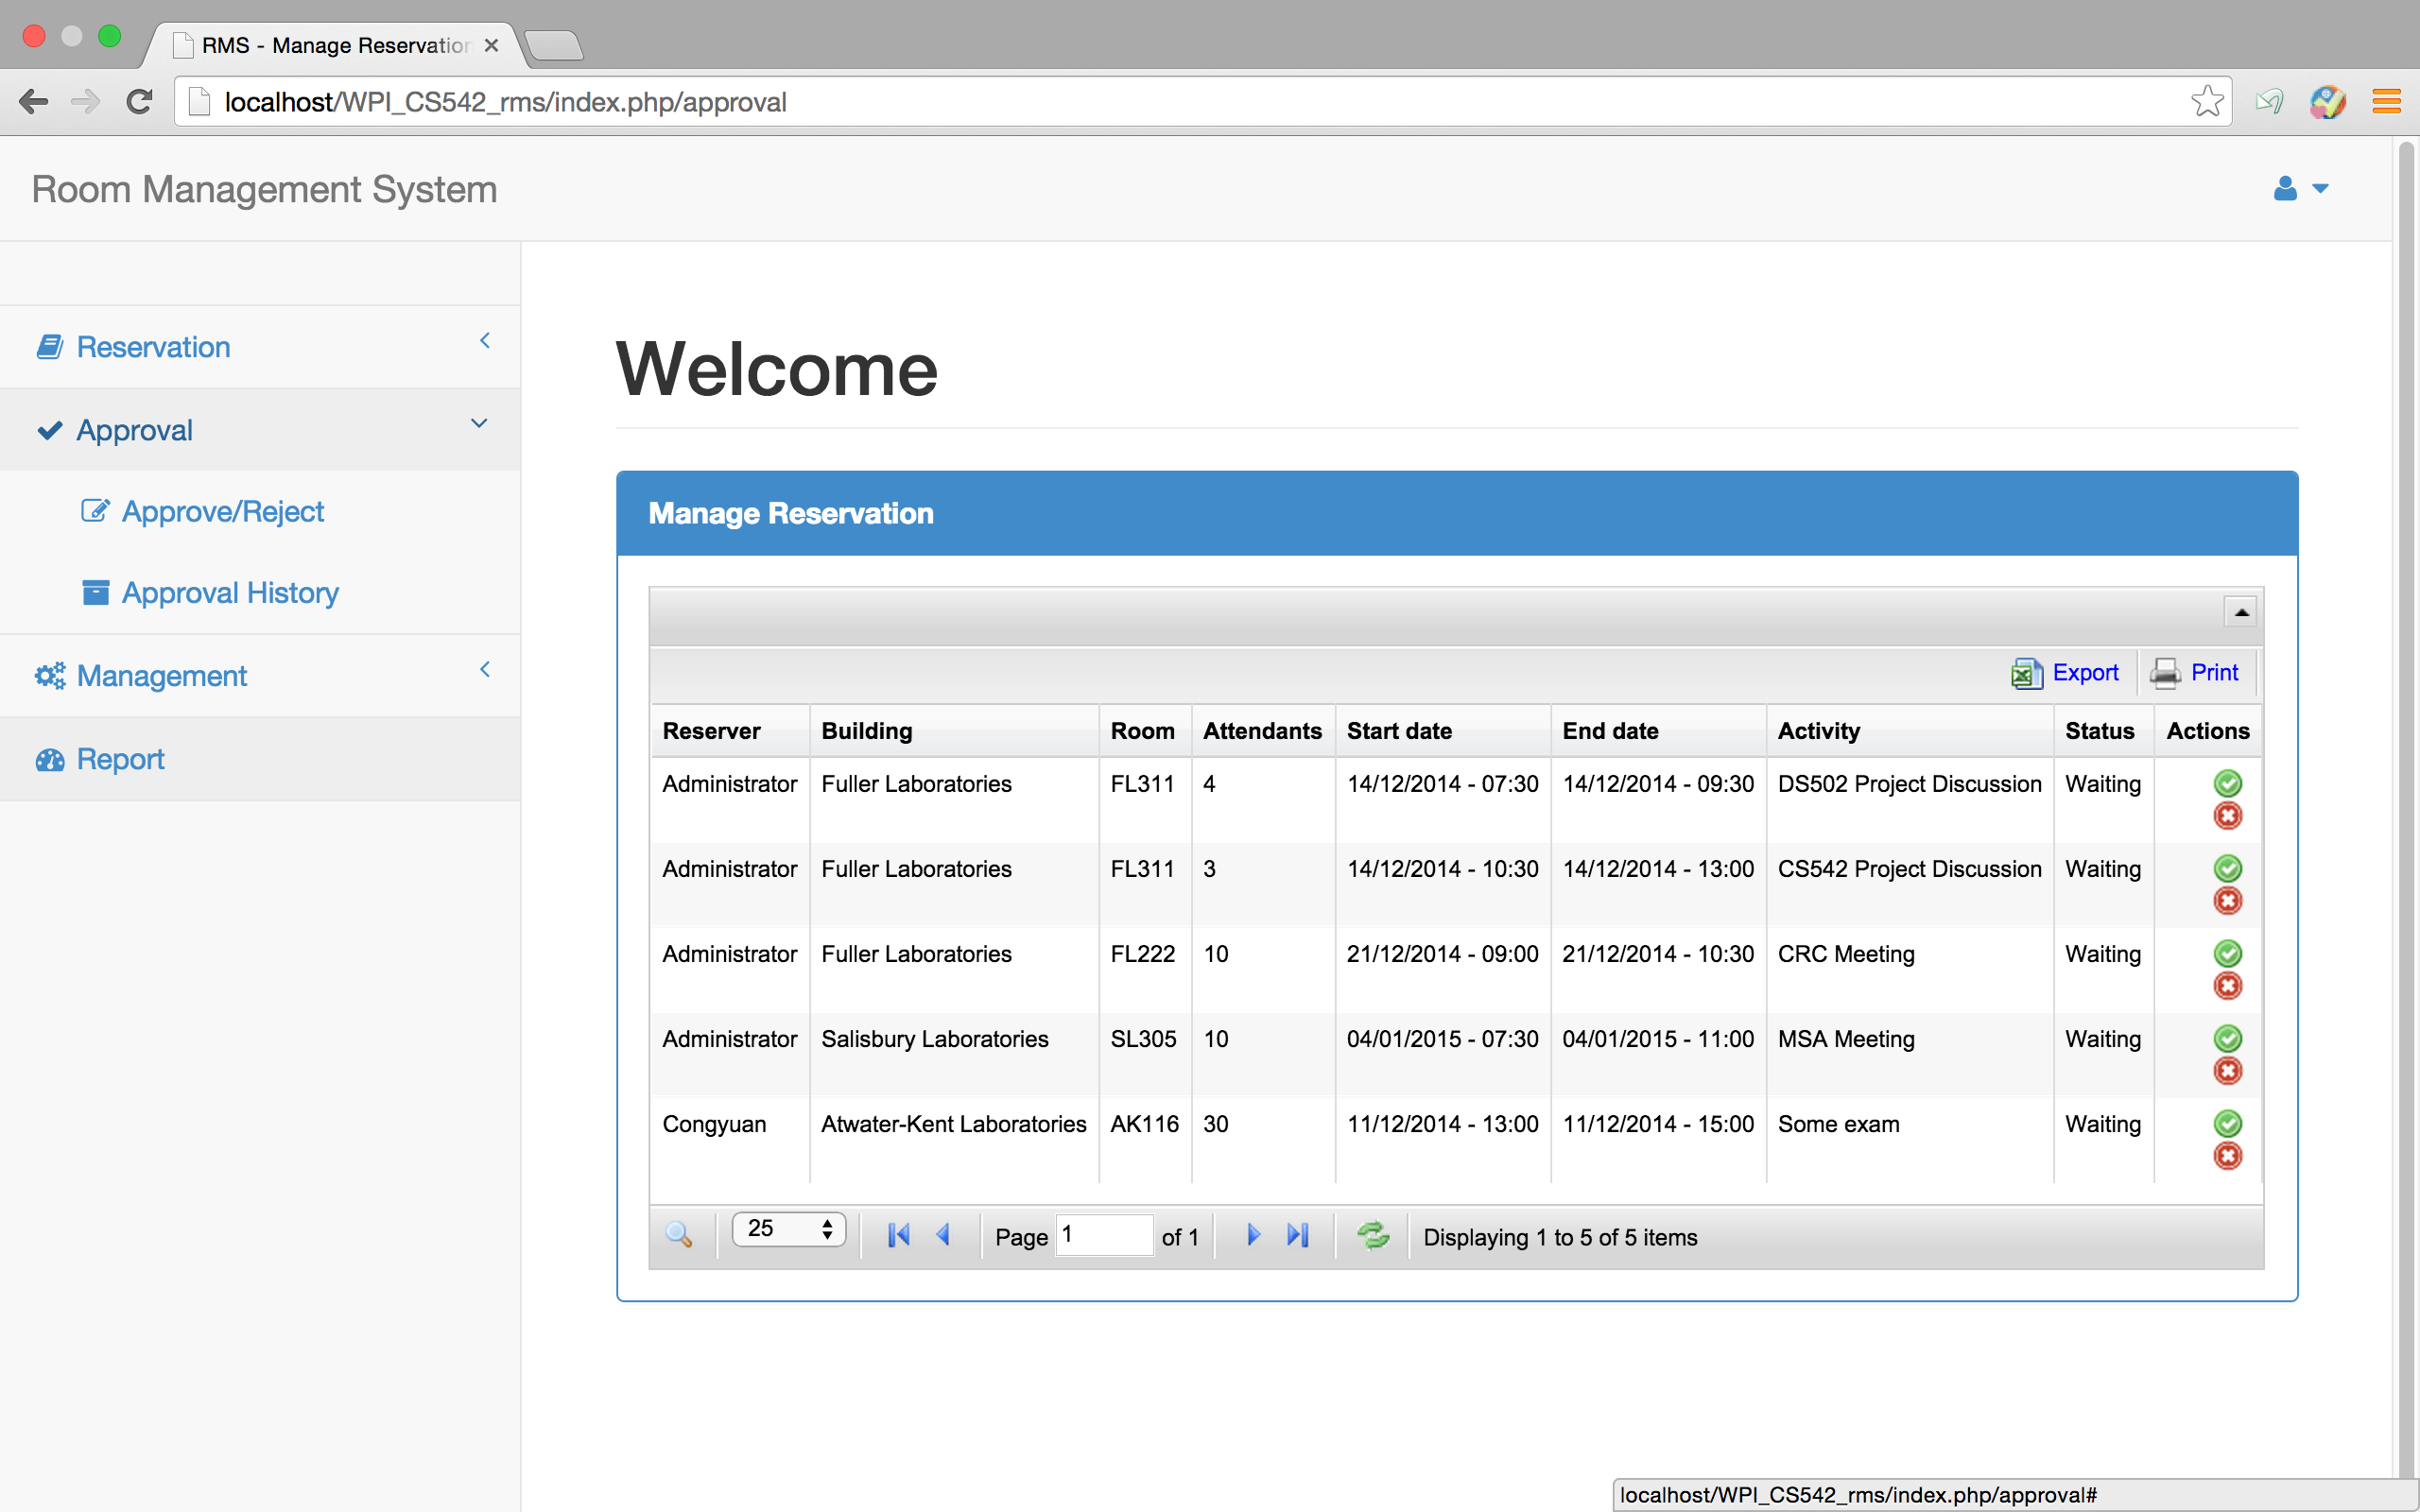 RMS - Manage Reservation
localhost/WPI_CS542_rms/index.php/approval
Room Management System
Reservation
Approval
Approve/Reject
Approval History
Management
Report
Welcome
Manage Reservation
Export Print
Reserver Building Room Attendants Start date End date Activity Status Actions
Administrator Fuller Laboratories FL311 4 14/12/2014 - 07:30 14/12/2014 - 09:30 DS502 Project Discussion Waiting
Administrator Fuller Laboratories FL311 3 14/12/2014 - 10:30 14/12/2014 - 13:00 CS542 Project Discussion Waiting
Administrator Fuller Laboratories FL222 10 21/12/2014 - 09:00 21/12/2014 - 10:30 CRC Meeting Waiting
Administrator Salisbury Laboratories SL305 10 04/01/2015 - 07:30 04/01/2015 - 11:00 MSA Meeting Waiting
Congyuan Atwater-Kent Laboratories AK116 30 11/12/2014 - 13:00 11/12/2014 - 15:00 Some exam Waiting
25 Page 1 of 1 Displaying 1 to 5 of 5 items
localhost/WPI_CS542_rms/index.php/approval#